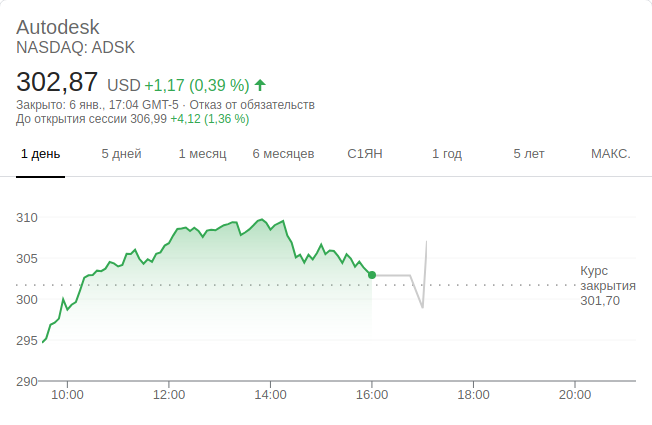 Autodesk
NASDAQ: ADSK
302,87 USD +1,17 (0,39 %)
Закрыто: 6 янв., 17:04 GMT-5 · Отказ от обязательств
До открытия сессии 306,99 +4,12 (1,36 %)
1 день 5 дней 1 месяц 6 месяцев С1ЯН 1 год 5 лет МАКС.
310
305
300
295
290
Курс
закрытия
301,70
10:00 12:00 14:00 16:00 18:00 20:00